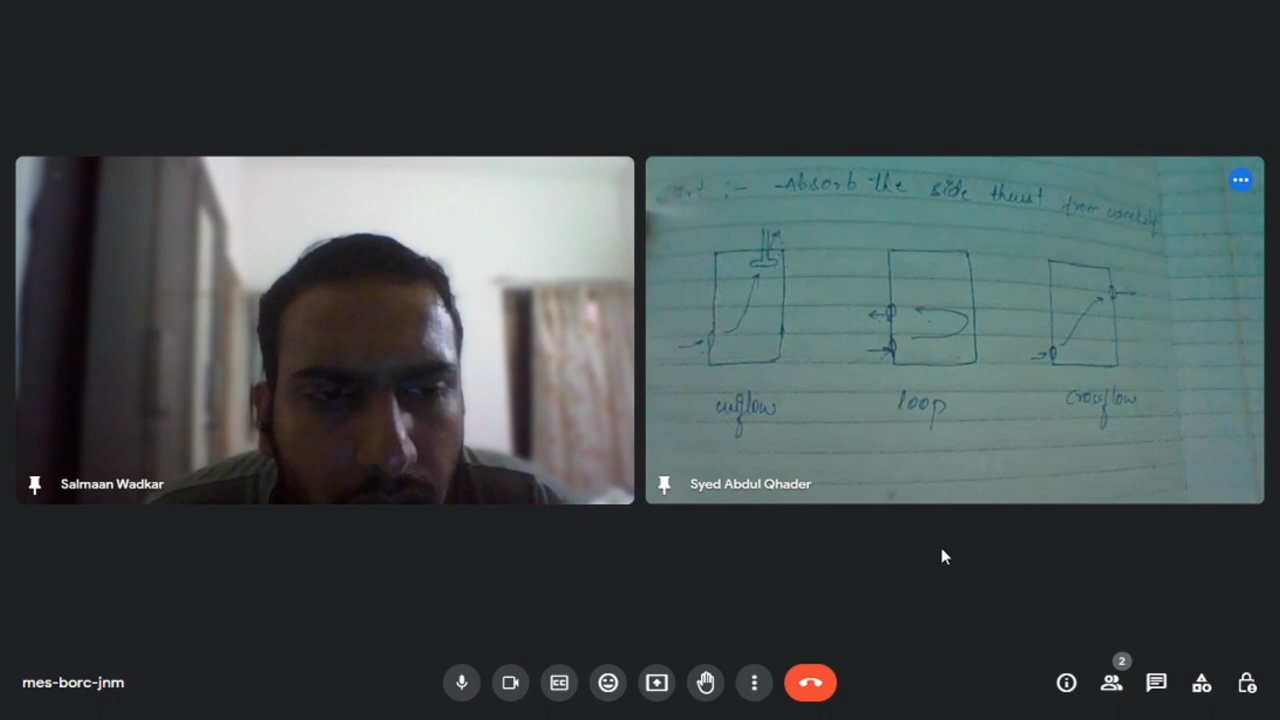 :- Absorb the side thrust from
uniflow loop crossflow
Salmaan Wadkar
Syed Abdul Qhader
mes-borc-jnm
2